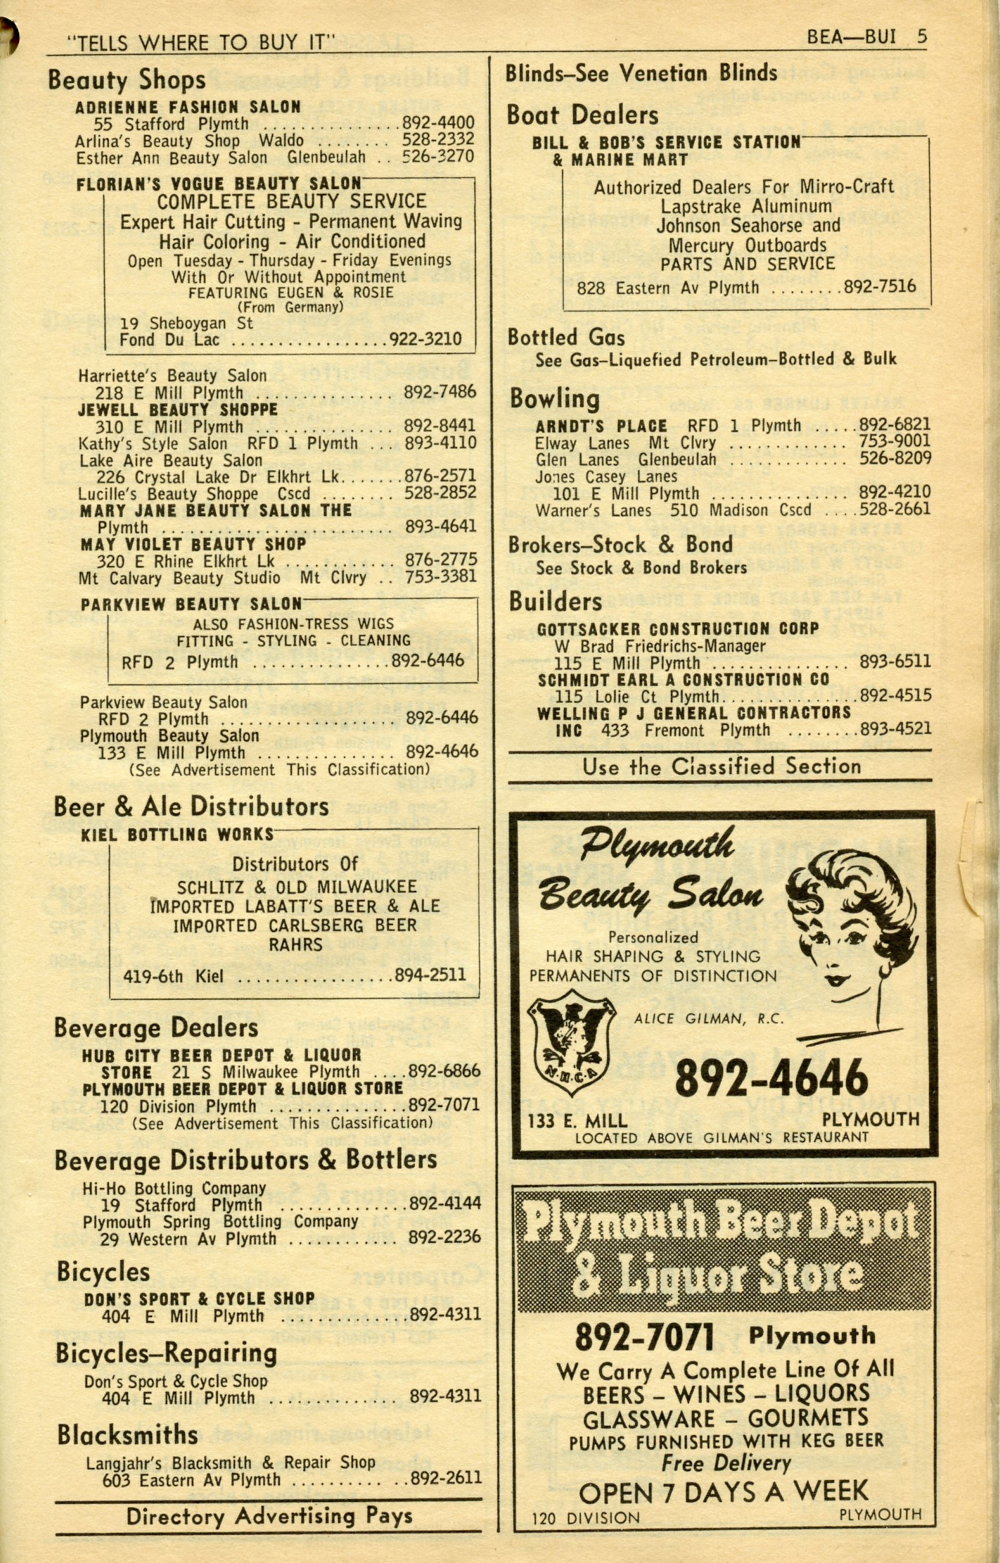 "TELLS WHERE TO BUY IT"
BEA—BUI 5
Beauty Shops
ADRIENNE FASHION SALON
55 Stafford Plymth ...............892-4400
Arlina's Beauty Shop Waldo ........ 528-2332
Esther Ann Beauty Salon Glenbeulah .. 526-3270
FLORIAN'S VOGUE BEAUTY SALON
COMPLETE BEAUTY SERVICE
Expert Hair Cutting - Permanent Waving
Hair Coloring - Air Conditioned
Open Tuesday - Thursday - Friday Evenings
With Or Without Appointment
FEATURING EUGEN & ROSIE
(From Germany)
19 Sheboygan St
Fond Du Lac .................922-3210
Harriette's Beauty Salon
218 E Mill Plymth ............... 892-7486
JEWELL BEAUTY SHOPPE
310 E Mill Plymth ............... 892-8441
Kathy's Style Salon RFD 1 Plymth ... 893-4110
Lake Aire Beauty Salon
226 Crystal Lake Dr Elkhrt Lk.......876-2571
Lucille's Beauty Shoppe Cscd ........ 528-2852
MARY JANE BEAUTY SALON THE
Plymth .......................... 893-4641
MAY VIOLET BEAUTY SHOP
320 E Rhine Elkhrt Lk ............ 876-2775
Mt Calvary Beauty Studio Mt Clvry .. 753-3381
PARKVIEW BEAUTY SALON
ALSO FASHION-TRESS WIGS
FITTING - STYLING - CLEANING
RFD 2 Plymth ...............892-6446
Parkview Beauty Salon
RFD 2 Plymth .................... 892-6446
Plymouth Beauty Salon
133 E Mill Plymth ................ 892-4646
(See Advertisement This Classification)
Beer & Ale Distributors
KIEL BOTTLING WORKS
Distributors Of
SCHLITZ & OLD MILWAUKEE
IMPORTED LABATT'S BEER & ALE
IMPORTED CARLSBERG BEER
RAHRS
419-6th Kiel .................894-2511
Beverage Dealers
HUB CITY BEER DEPOT & LIQUOR
STORE 21 S Milwaukee Plymth ....892-6866
PLYMOUTH BEER DEPOT & LIQUOR STORE
120 Division Plymth ...............892-7071
(See Advertisement This Classification)
Beverage Distributors & Bottlers
Hi-Ho Bottling Company
19 Stafford Plymth ..............892-4144
Plymouth Spring Bottling Company
29 Western Av Plymth ............ 892-2236
Bicycles
DON'S SPORT & CYCLE SHOP
404 E Mill Plymth ...............892-4311
Bicycles—Repairing
Don's Sport & Cycle Shop
404 E Mill Plymth ............... 892-4311
Blacksmiths
Langjahr's Blacksmith & Repair Shop
603 Eastern Av Plymth .............892-2611
Directory Advertising Pays
Blinds—See Venetian Blinds
Boat Dealers
BILL & BOB'S SERVICE STATION
& MARINE MART
Authorized Dealers For Mirro-Craft
Lapstrake Aluminum
Johnson Seahorse and
Mercury Outboards
PARTS AND SERVICE
828 Eastern Av Plymth ........892-7516
Bottled Gas
See Gas—Liquefied Petroleum—Bottled & Bulk
Bowling
ARNDT'S PLACE RFD 1 Plymth .....892-6821
Elway Lanes Mt Clvry ............. 753-9001
Glen Lanes Glenbeulah ............. 526-8209
Jones Casey Lanes
101 E Mill Plymth ............... 892-4210
Warner's Lanes 510 Madison Cscd ....528-2661
Brokers—Stock & Bond
See Stock & Bond Brokers
Builders
GOTTSACKER CONSTRUCTION CORP
W Brad Friedrichs-Manager
115 E Mill Plymth ................ 893-6511
SCHMIDT EARL A CONSTRUCTION CO
115 Lolie Ct Plymth...............892-4515
WELLING P J GENERAL CONTRACTORS
INC 433 Fremont Plymth ........893-4521
Use the Classified Section
Plymouth
Beauty Salon
Personalized
HAIR SHAPING & STYLING
PERMANENTS OF DISTINCTION
ALICE GILMAN, R.C.
N.H.C.A.
892-4646
133 E. MILL PLYMOUTH
LOCATED ABOVE GILMAN'S RESTAURANT
Plymouth Beer Depot
& Liquor Store
892-7071 Plymouth
We Carry A Complete Line Of All
BEERS — WINES — LIQUORS
GLASSWARE — GOURMETS
PUMPS FURNISHED WITH KEG BEER
Free Delivery
OPEN 7 DAYS A WEEK
120 DIVISION PLYMOUTH